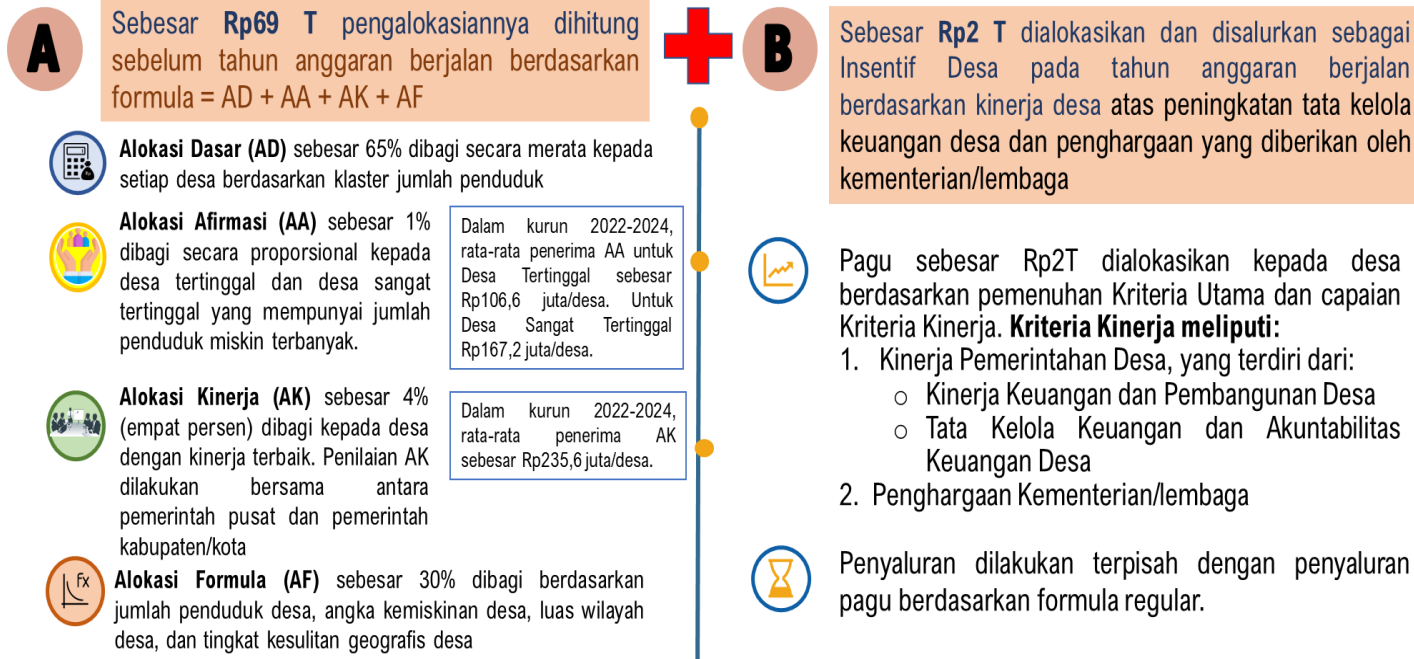 A
Sebesar Rp69 T pengalokasiannya dihitung
sebelum tahun anggaran berjalan berdasarkan
formula = AD + AA + AK + AF
Alokasi Dasar (AD) sebesar 65% dibagi secara merata kepada
setiap desa berdasarkan klaster jumlah penduduk
Alokasi Afirmasi (AA) sebesar 1%
dibagi secara proporsional kepada
desa tertinggal dan desa sangat
tertinggal yang mempunyai jumlah
penduduk miskin terbanyak.
Dalam kurun 2022-2024,
rata-rata penerima AA untuk
Desa Tertinggal sebesar
Rp106,6 juta/desa. Untuk
Desa Sangat Tertinggal
Rp167,2 juta/desa.
Alokasi Kinerja (AK) sebesar 4%
(empat persen) dibagi kepada desa
dengan kinerja terbaik. Penilaian AK
dilakukan bersama antara
pemerintah pusat dan pemerintah
kabupaten/kota
Dalam kurun 2022-2024,
rata-rata penerima AK
sebesar Rp235,6 juta/desa.
Fx
Alokasi Formula (AF) sebesar 30% dibagi berdasarkan
jumlah penduduk desa, angka kemiskinan desa, luas wilayah
desa, dan tingkat kesulitan geografis desa
B
Sebesar Rp2 T dialokasikan dan disalurkan sebagai
Insentif Desa pada tahun anggaran berjalan
berdasarkan kinerja desa atas peningkatan tata kelola
keuangan desa dan penghargaan yang diberikan oleh
kementerian/lembaga
Pagu sebesar Rp2T dialokasikan kepada desa
berdasarkan pemenuhan Kriteria Utama dan capaian
Kriteria Kinerja. Kriteria Kinerja meliputi:
1. Kinerja Pemerintahan Desa, yang terdiri dari:
○ Kinerja Keuangan dan Pembangunan Desa
○ Tata Kelola Keuangan dan Akuntabilitas
Keuangan Desa
2. Penghargaan Kementerian/lembaga
Penyaluran dilakukan terpisah dengan penyaluran
pagu berdasarkan formula regular.